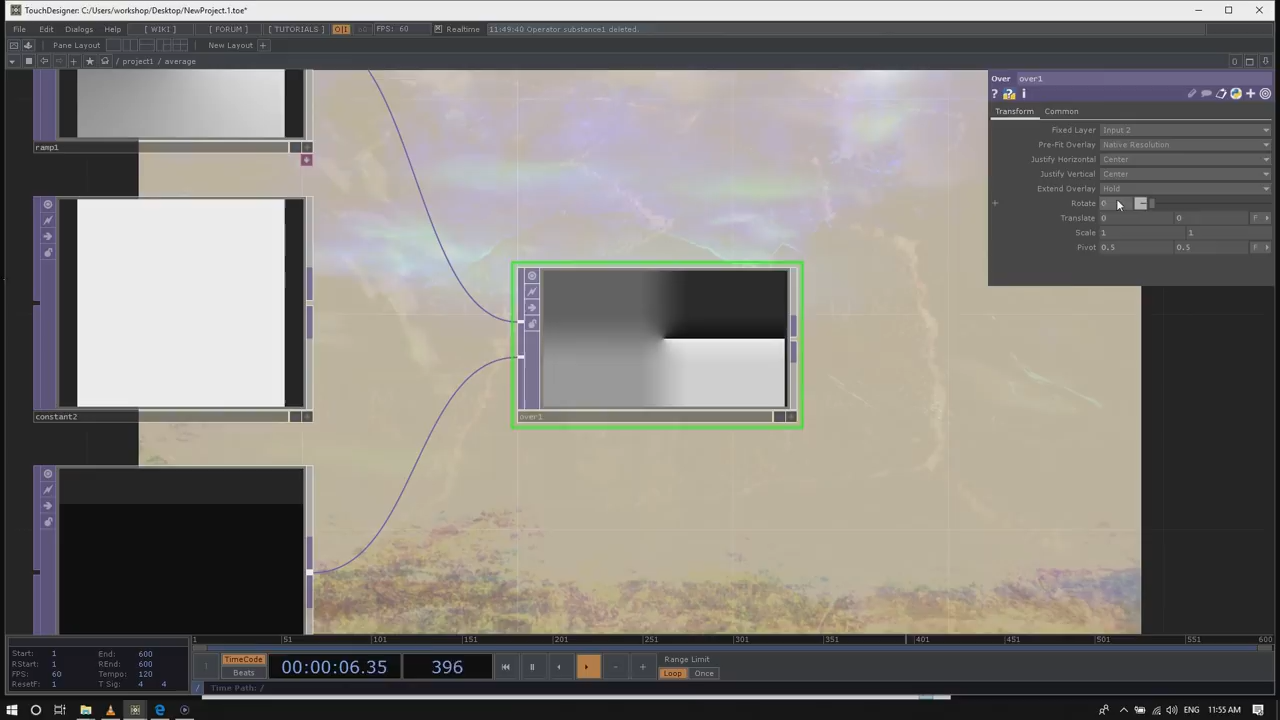 TouchDesigner: C:/Users/workshop/Desktop/NewProject.1.toe*
File Edit Dialogs Help [ WIKI ] [ FORUM ] [ TUTORIALS ] O|I FPS: 60 Realtime 11:49:40 Operator substance1 deleted.
Pane Layout New Layout +
/ project1 / average 0
Over over1
? ? i
Transform Common
Fixed Layer Input 2
Pre-Fit Overlay Native Resolution
Justify Horizontal Center
Justify Vertical Center
Extend Overlay Hold
Rotate 0
Translate 0 0 F
Scale 1 1
Pivot 0.5 0.5 F
ramp1
constant2
over1
1 51 101 151 201 251 301 351 401 451 501 551 600
Start: 1 End: 600
RStart: 1 REnd: 600
FPS: 60 Tempo: 120
ResetF: 1 T Sig: 4 4
TimeCode
Beats
00:00:06.35 396
Range Limit
Loop Once
/ Time Path: /
11:55 AM ENG